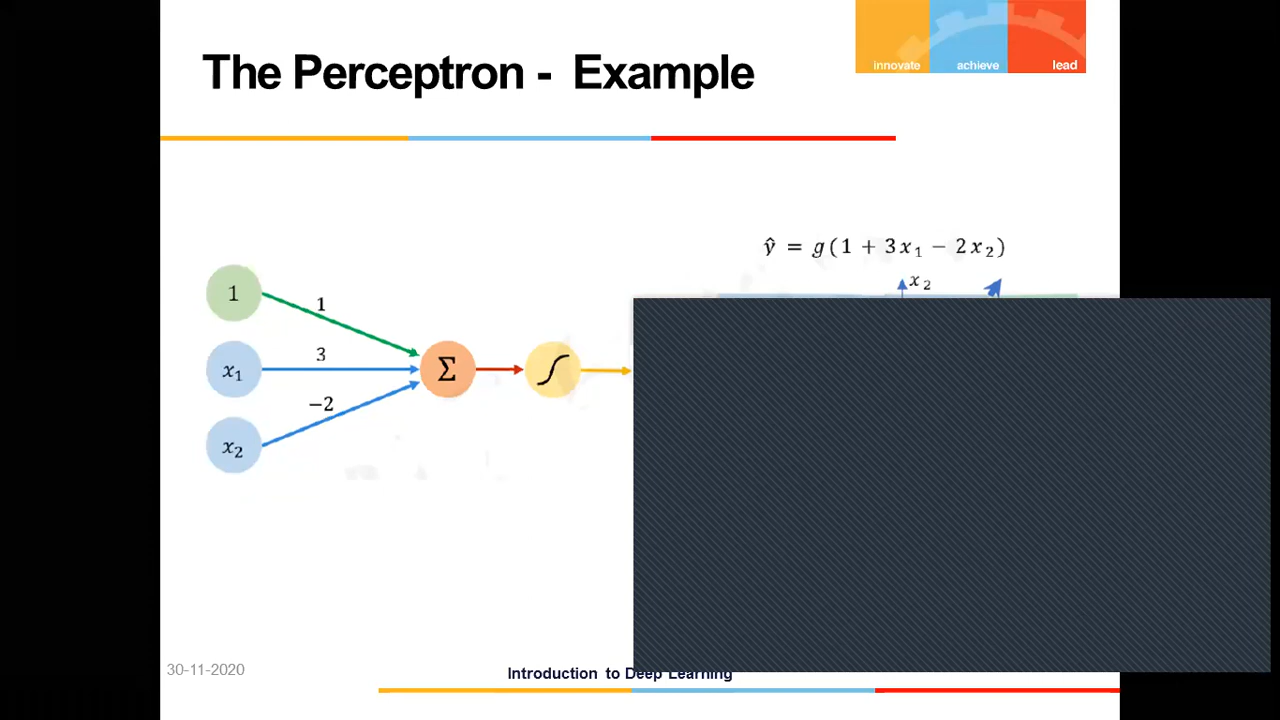 innovate achieve lead
The Perceptron - Example
ŷ = g(1 + 3x₁ − 2x₂)
x₂
1
1
3
x₁
Σ
−2
x₂
30-11-2020
Introduction to Deep Learning